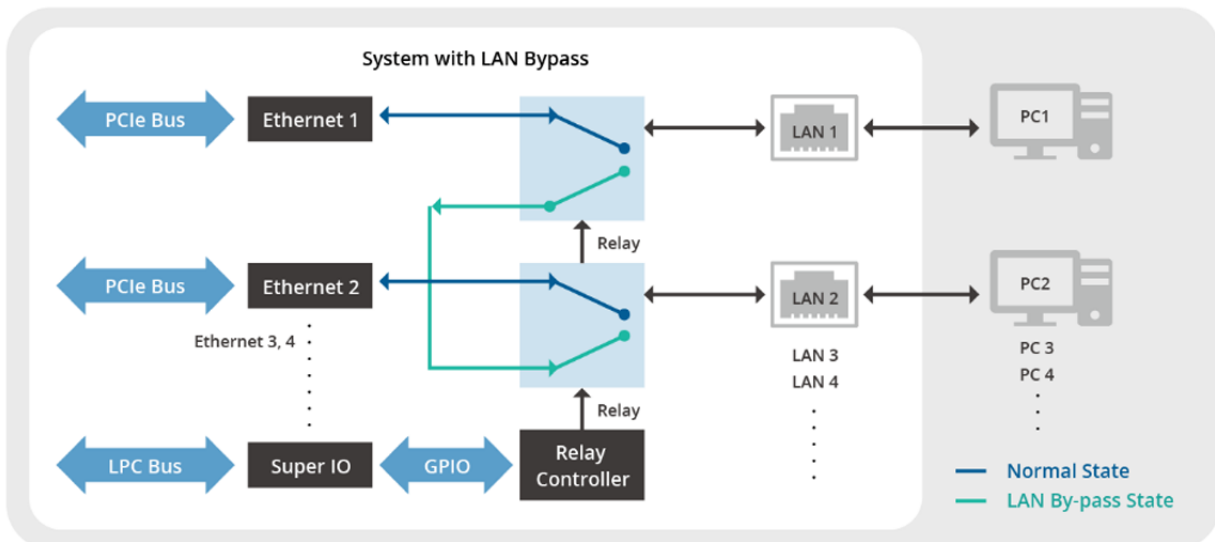 System with LAN Bypass
PCIe Bus
Ethernet 1
LAN 1
PC1
Relay
PCIe Bus
Ethernet 2
LAN 2
PC2
Ethernet 3, 4
LAN 3
LAN 4
PC 3
PC 4
Relay
LPC Bus
Super IO
GPIO
Relay
Controller
Normal State
LAN By-pass State